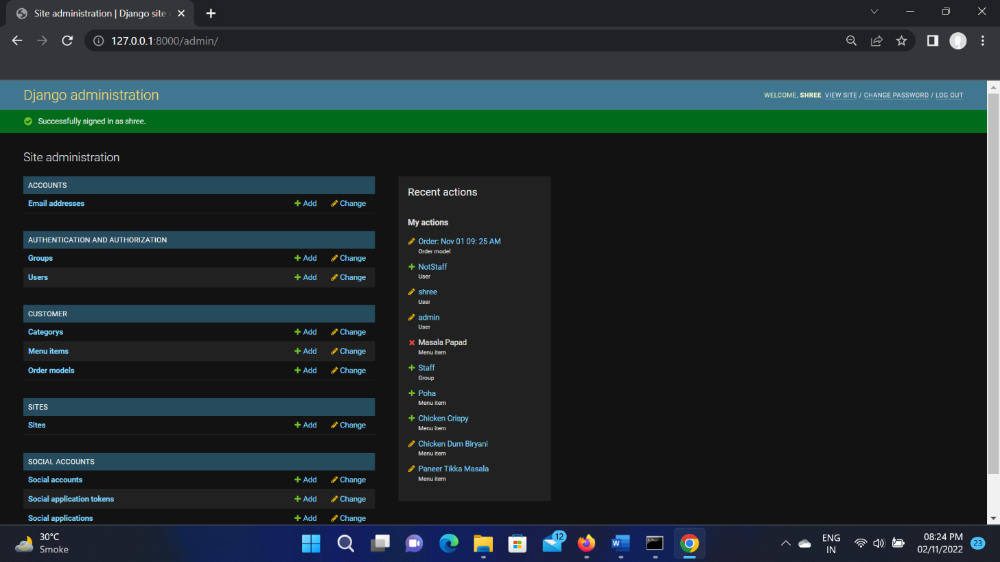 Site administration | Django site
127.0.0.1:8000/admin/
Django administration
WELCOME, SHREE. VIEW SITE / CHANGE PASSWORD / LOG OUT
Successfully signed in as shree.
Site administration
ACCOUNTS
Email addresses Add Change
AUTHENTICATION AND AUTHORIZATION
Groups Add Change
Users Add Change
CUSTOMER
Categorys Add Change
Menu items Add Change
Order models Add Change
SITES
Sites Add Change
SOCIAL ACCOUNTS
Social accounts Add Change
Social application tokens Add Change
Social applications Add Change
Recent actions
My actions
Order: Nov 01 09: 25 AM
Order model
NotStaff
User
shree
User
admin
User
Masala Papad
Menu item
Staff
Group
Poha
Menu item
Chicken Crispy
Menu item
Chicken Dum Biryani
Menu item
Paneer Tikka Masala
Menu item
30°C
Smoke
12
W
ENG
IN
08:24 PM
02/11/2022
23